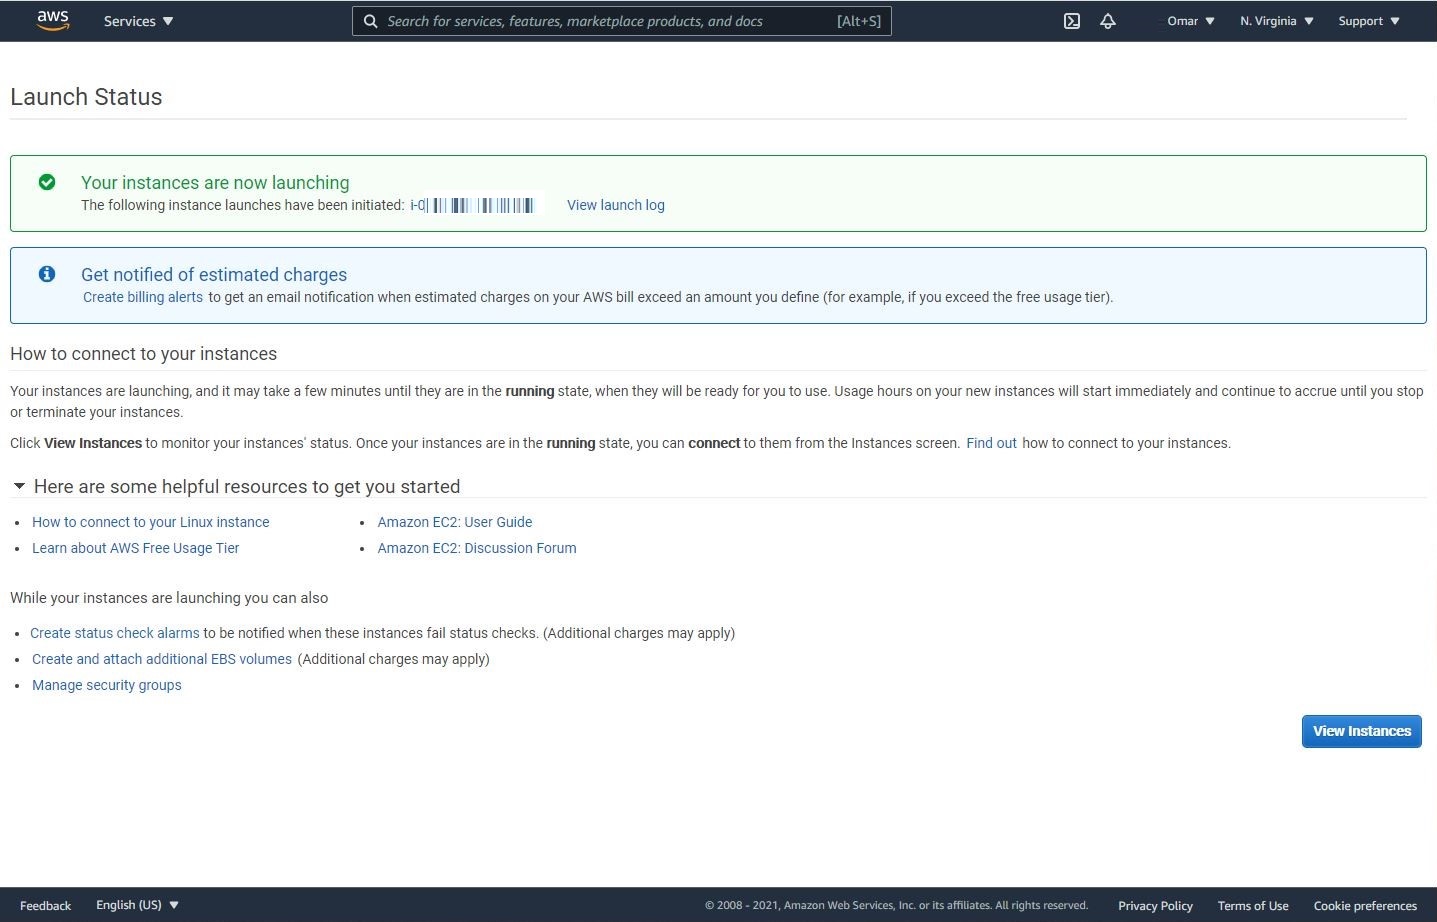 aws Services Search for services, features, marketplace products, and docs [Alt+S] Omar N. Virginia Support
Launch Status
Your instances are now launching
The following instance launches have been initiated: i-0 View launch log
Get notified of estimated charges
Create billing alerts to get an email notification when estimated charges on your AWS bill exceed an amount you define (for example, if you exceed the free usage tier).
How to connect to your instances
Your instances are launching, and it may take a few minutes until they are in the running state, when they will be ready for you to use. Usage hours on your new instances will start immediately and continue to accrue until you stop
or terminate your instances.
Click View Instances to monitor your instances' status. Once your instances are in the running state, you can connect to them from the Instances screen. Find out how to connect to your instances.
Here are some helpful resources to get you started
• How to connect to your Linux instance • Amazon EC2: User Guide
• Learn about AWS Free Usage Tier • Amazon EC2: Discussion Forum
While your instances are launching you can also
• Create status check alarms to be notified when these instances fail status checks. (Additional charges may apply)
• Create and attach additional EBS volumes (Additional charges may apply)
• Manage security groups
View Instances
Feedback English (US) © 2008 - 2021, Amazon Web Services, Inc. or its affiliates. All rights reserved. Privacy Policy Terms of Use Cookie preferences